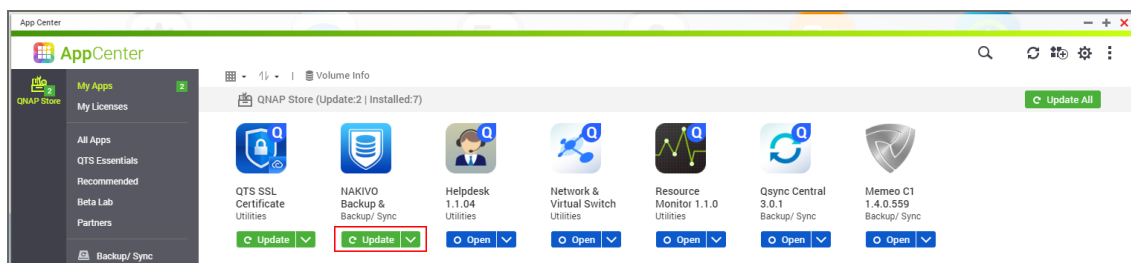 App Center
AppCenter
2
QNAP Store
My Apps 2
My Licenses
All Apps
QTS Essentials
Recommended
Beta Lab
Partners
Backup/ Sync
Volume Info
QNAP Store (Update:2 | Installed:7)
Update All
QTS SSL
Certificate
Utilities
Update
NAKIVO
Backup &
Backup/ Sync
Update
Helpdesk
1.1.04
Utilities
Open
Network &
Virtual Switch
Utilities
Open
Resource
Monitor 1.1.0
Utilities
Open
Qsync Central
3.0.1
Backup/ Sync
Open
Memeo C1
1.4.0.559
Backup/ Sync
Open